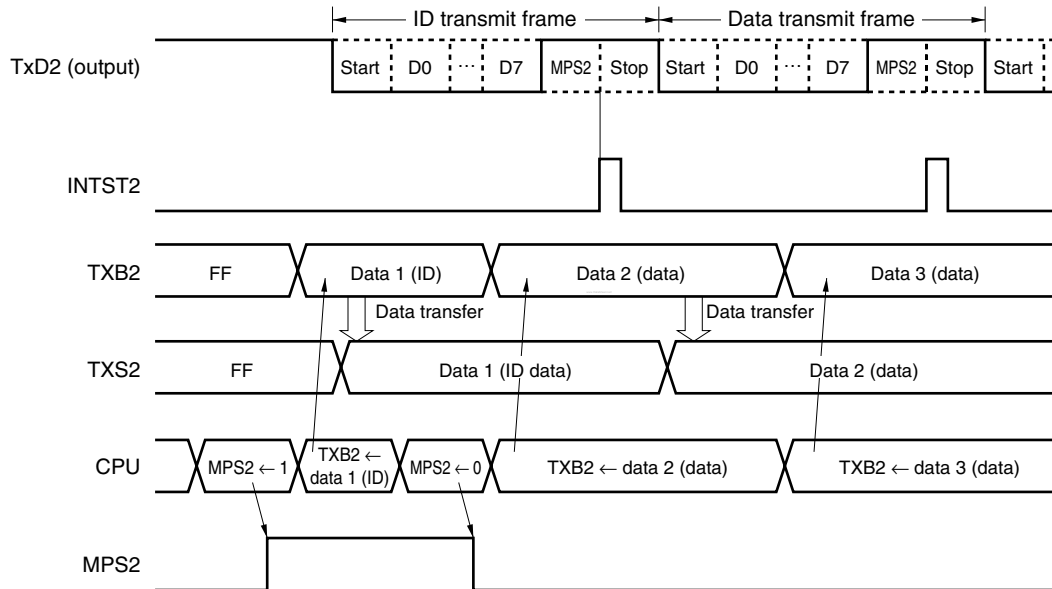 ID transmit frame Data transmit frame
TxD2 (output) Start D0 ... D7 MPS2 Stop Start D0 ... D7 MPS2 Stop Start
INTST2
TXB2 FF Data 1 (ID) Data 2 (data) Data 3 (data)
Data transfer Data transfer
TXS2 FF Data 1 (ID data) Data 2 (data)
CPU MPS2 ← 1 TXB2 ← data 1 (ID) MPS2 ← 0 TXB2 ← data 2 (data) TXB2 ← data 3 (data)
MPS2